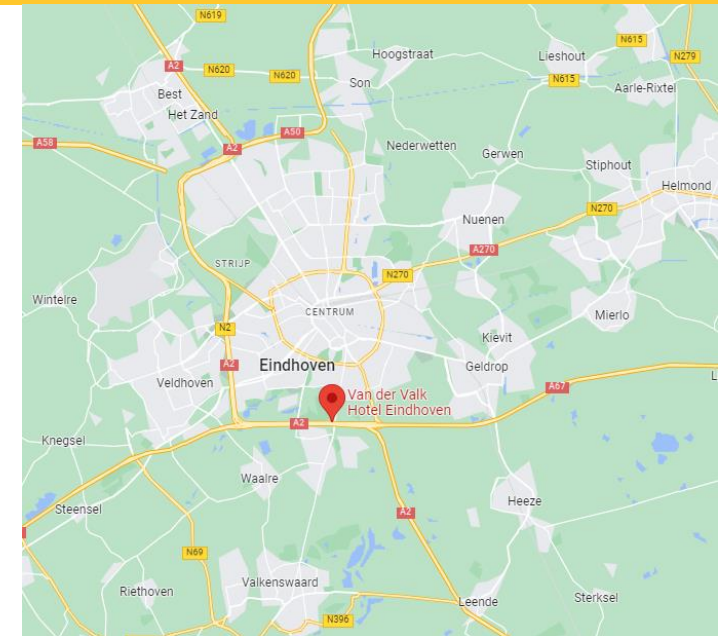 N619
Hoogstraat
Lieshout
N615
N279
A2
N620
N620
Son
N615
Aarle-Rixtel
Best
Het Zand
A50
A58
A2
Nederwetten
Gerwen
Stiphout
Helmond
N270
Nuenen
A270
STRIJP
N270
Wintelre
CENTRUM
Mierlo
N2
Kievit
A2
Eindhoven
Geldrop
Veldhoven
A67
L
Van der Valk
Hotel Eindhoven
A2
Knegsel
Waalre
Heeze
Steensel
A2
N69
Valkenswaard
Riethoven
Leende
Sterksel
N396